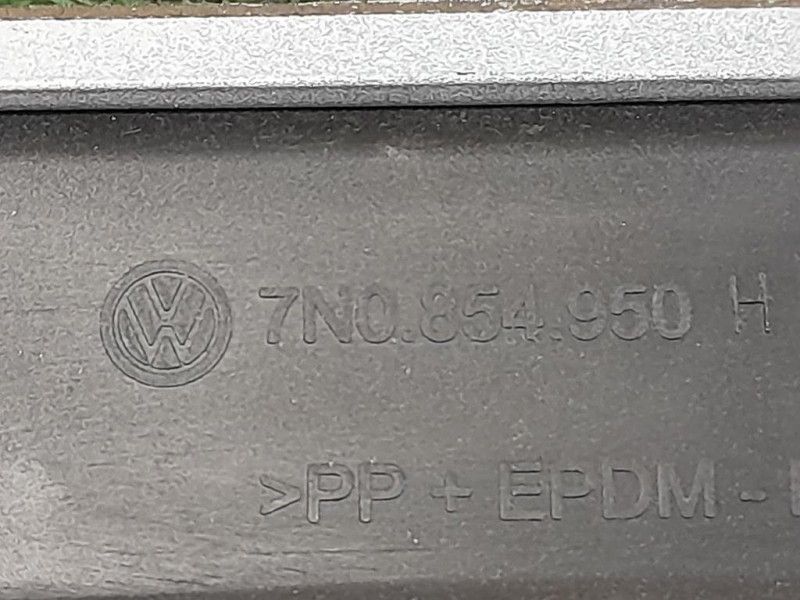 7N0.854.950 H
>PP + EPDM -